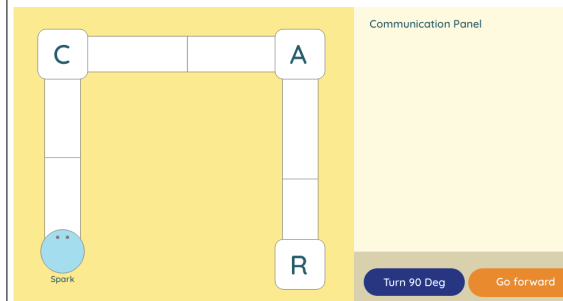 Communication Panel
C
A
Spark
R
Turn 90 Deg
Go forward